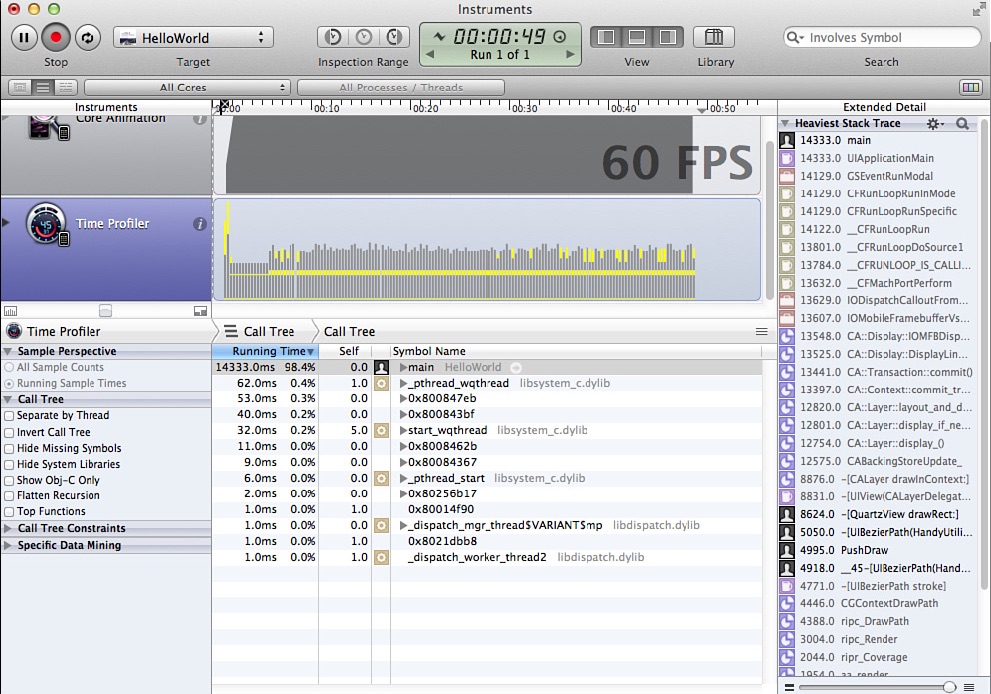 Instruments
HelloWorld
00:00:49
Run 1 of 1
Involves Symbol
Stop
Target
Inspection Range
View
Library
Search
All Cores
All Processes / Threads
Instruments
00:10
00:20
00:30
00:40
00:50
Extended Detail
Core Animation
60 FPS
Time Profiler
45
Heaviest Stack Trace
14333.0 main
14333.0 UIApplicationMain
14129.0 GSEventRunModal
14129.0 CFRunLoopRunInMode
14129.0 CFRunLoopRunSpecific
14122.0 __CFRunLoopRun
13801.0 __CFRunLoopDoSource1
13784.0 __CFRUNLOOP_IS_CALLI...
13632.0 __CFMachPortPerform
13629.0 IODispatchCalloutFrom...
13607.0 IOMobileFramebufferVs...
13548.0 CA::Display::IOMFBDisp...
13525.0 CA::Display::DisplayLin...
13441.0 CA::Transaction::commit()
13397.0 CA::Context::commit_tr...
12820.0 CA::Layer::layout_and_d...
12801.0 CA::Layer::display_if_ne...
12754.0 CA::Layer::display_()
12575.0 CABackingStoreUpdate_
8876.0 -[CALayer drawInContext:]
8831.0 -[UIView(CALayerDelegat...
8624.0 -[QuartzView drawRect:]
5050.0 -[UIBezierPath(HandyUtili...
4995.0 PushDraw
4918.0 __45-[UIBezierPath(Hand...
4771.0 -[UIBezierPath stroke]
4446.0 CGContextDrawPath
4388.0 ripc_DrawPath
3004.0 ripc_Render
2044.0 ripr_Coverage
1954.0 aa_render
Time Profiler
Call Tree
Call Tree
Sample Perspective
All Sample Counts
Running Sample Times
Call Tree
Separate by Thread
Invert Call Tree
Hide Missing Symbols
Hide System Libraries
Show Obj-C Only
Flatten Recursion
Top Functions
Call Tree Constraints
Specific Data Mining
Running Time Self Symbol Name
14333.0ms 98.4% 0.0 main HelloWorld
62.0ms 0.4% 1.0 _pthread_wqthread libsystem_c.dylib
53.0ms 0.3% 0.0 0x800847eb
40.0ms 0.2% 0.0 0x800843bf
32.0ms 0.2% 5.0 start_wqthread libsystem_c.dylib
11.0ms 0.0% 0.0 0x8008462b
9.0ms 0.0% 0.0 0x80084367
6.0ms 0.0% 0.0 _pthread_start libsystem_c.dylib
2.0ms 0.0% 0.0 0x80256b17
1.0ms 0.0% 1.0 0x80014f90
1.0ms 0.0% 0.0 _dispatch_mgr_thread$VARIANT$mp libdispatch.dylib
1.0ms 0.0% 1.0 0x8021dbb8
1.0ms 0.0% 1.0 _dispatch_worker_thread2 libdispatch.dylib